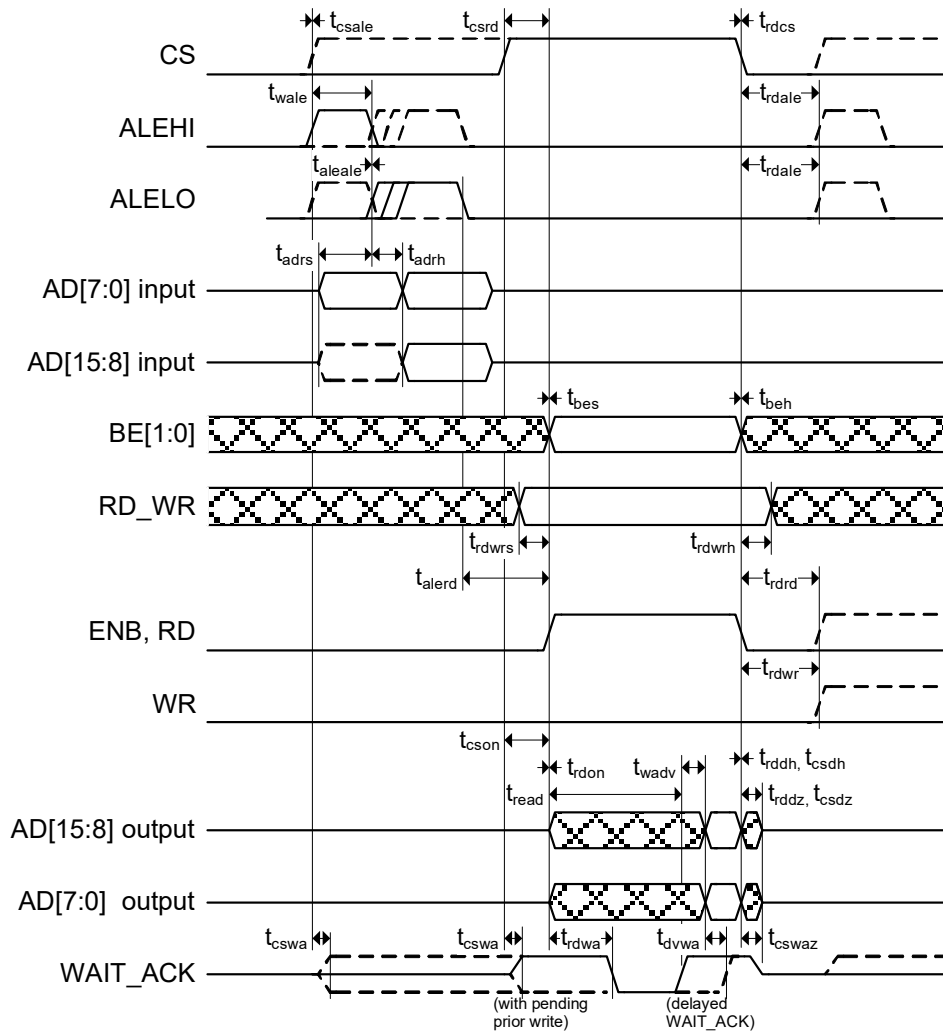 tcsale tcsrd trdcs
CS
twale trdale
ALEHI
taleale trdale
ALELO
tadrs tadrh
AD[7:0] input
AD[15:8] input
tbes tbeh
BE[1:0]
RD_WR
trdwrs trdwrh
talerd trdrd
ENB, RD
trdwr
WR
tcson
trdon twadv trddh, tcsdh
tread trddz, tcsdz
AD[15:8] output
AD[7:0] output
tcswa tcswa trdwa tdvwa tcswaz
WAIT_ACK
(with pending (delayed
prior write) WAIT_ACK)